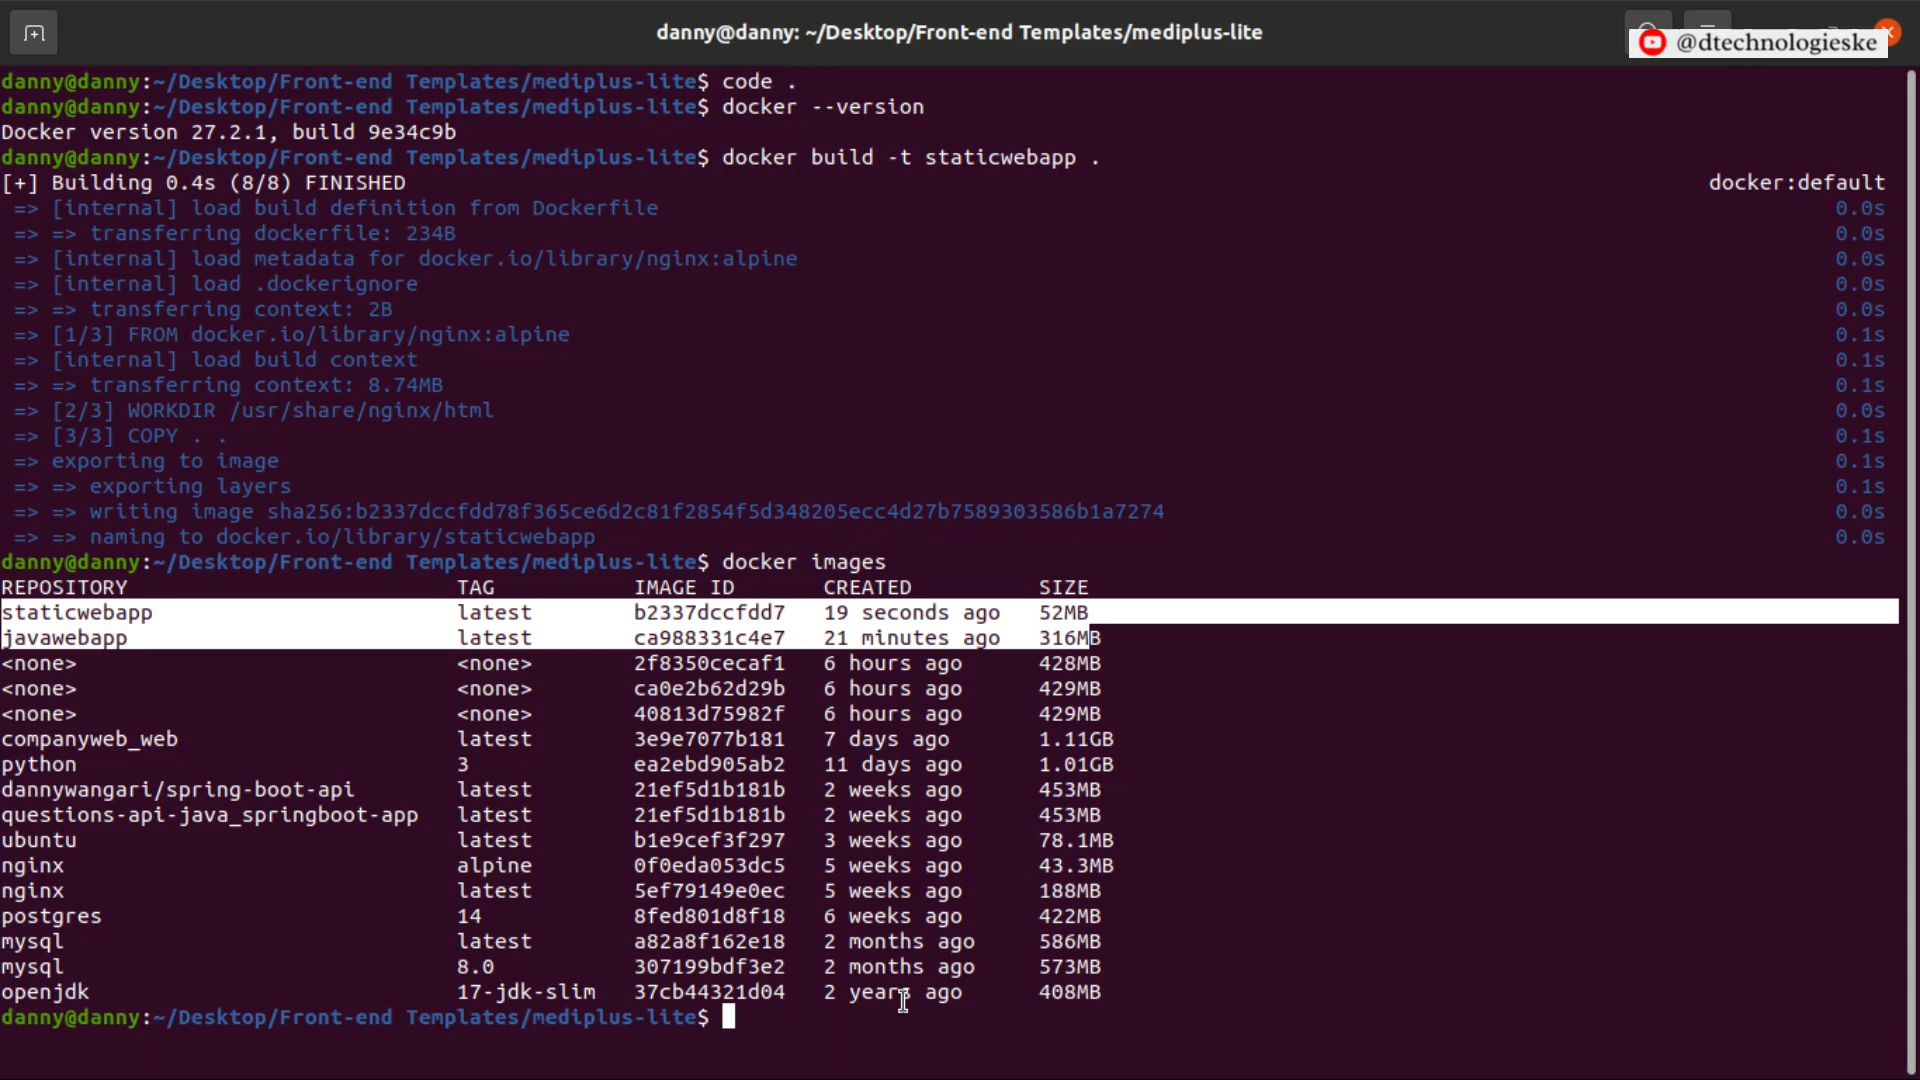 danny@danny: ~/Desktop/Front-end Templates/mediplus-lite
@dtechnologieske
danny@danny:~/Desktop/Front-end Templates/mediplus-lite$ code .
danny@danny:~/Desktop/Front-end Templates/mediplus-lite$ docker --version
Docker version 27.2.1, build 9e34c9b
danny@danny:~/Desktop/Front-end Templates/mediplus-lite$ docker build -t staticwebapp .
[+] Building 0.4s (8/8) FINISHED docker:default
=> [internal] load build definition from Dockerfile 0.0s
=> => transferring dockerfile: 234B 0.0s
=> [internal] load metadata for docker.io/library/nginx:alpine 0.0s
=> [internal] load .dockerignore 0.0s
=> => transferring context: 2B 0.0s
=> [1/3] FROM docker.io/library/nginx:alpine 0.1s
=> [internal] load build context 0.1s
=> => transferring context: 8.74MB 0.1s
=> [2/3] WORKDIR /usr/share/nginx/html 0.0s
=> [3/3] COPY . . 0.1s
=> exporting to image 0.1s
=> => exporting layers 0.1s
=> => writing image sha256:b2337dccfdd78f365ce6d2c81f2854f5d348205ecc4d27b7589303586b1a7274 0.0s
=> => naming to docker.io/library/staticwebapp 0.0s
danny@danny:~/Desktop/Front-end Templates/mediplus-lite$ docker images
REPOSITORY TAG IMAGE ID CREATED SIZE
staticwebapp latest b2337dccfdd7 19 seconds ago 52MB
javawebapp latest ca988331c4e7 21 minutes ago 316MB
<none> <none> 2f8350cecaf1 6 hours ago 428MB
<none> <none> ca0e2b62d29b 6 hours ago 429MB
<none> <none> 40813d75982f 6 hours ago 429MB
companyweb_web latest 3e9e7077b181 7 days ago 1.11GB
python 3 ea2ebd905ab2 11 days ago 1.01GB
dannywangari/spring-boot-api latest 21ef5d1b181b 2 weeks ago 453MB
questions-api-java_springboot-app latest 21ef5d1b181b 2 weeks ago 453MB
ubuntu latest b1e9cef3f297 3 weeks ago 78.1MB
nginx alpine 0f0eda053dc5 5 weeks ago 43.3MB
nginx latest 5ef79149e0ec 5 weeks ago 188MB
postgres 14 8fed801d8f18 6 weeks ago 422MB
mysql latest a82a8f162e18 2 months ago 586MB
mysql 8.0 307199bdf3e2 2 months ago 573MB
openjdk 17-jdk-slim 37cb44321d04 2 years ago 408MB
danny@danny:~/Desktop/Front-end Templates/mediplus-lite$